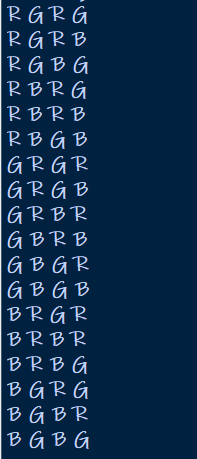 R G R G
R G R B
R G B G
R B R G
R B R B
R B G B
G R G R
G R G B
G R B R
G B R B
G B G R
G B G B
B R G R
B R B R
B R B G
B G R G
B G B R
B G B G